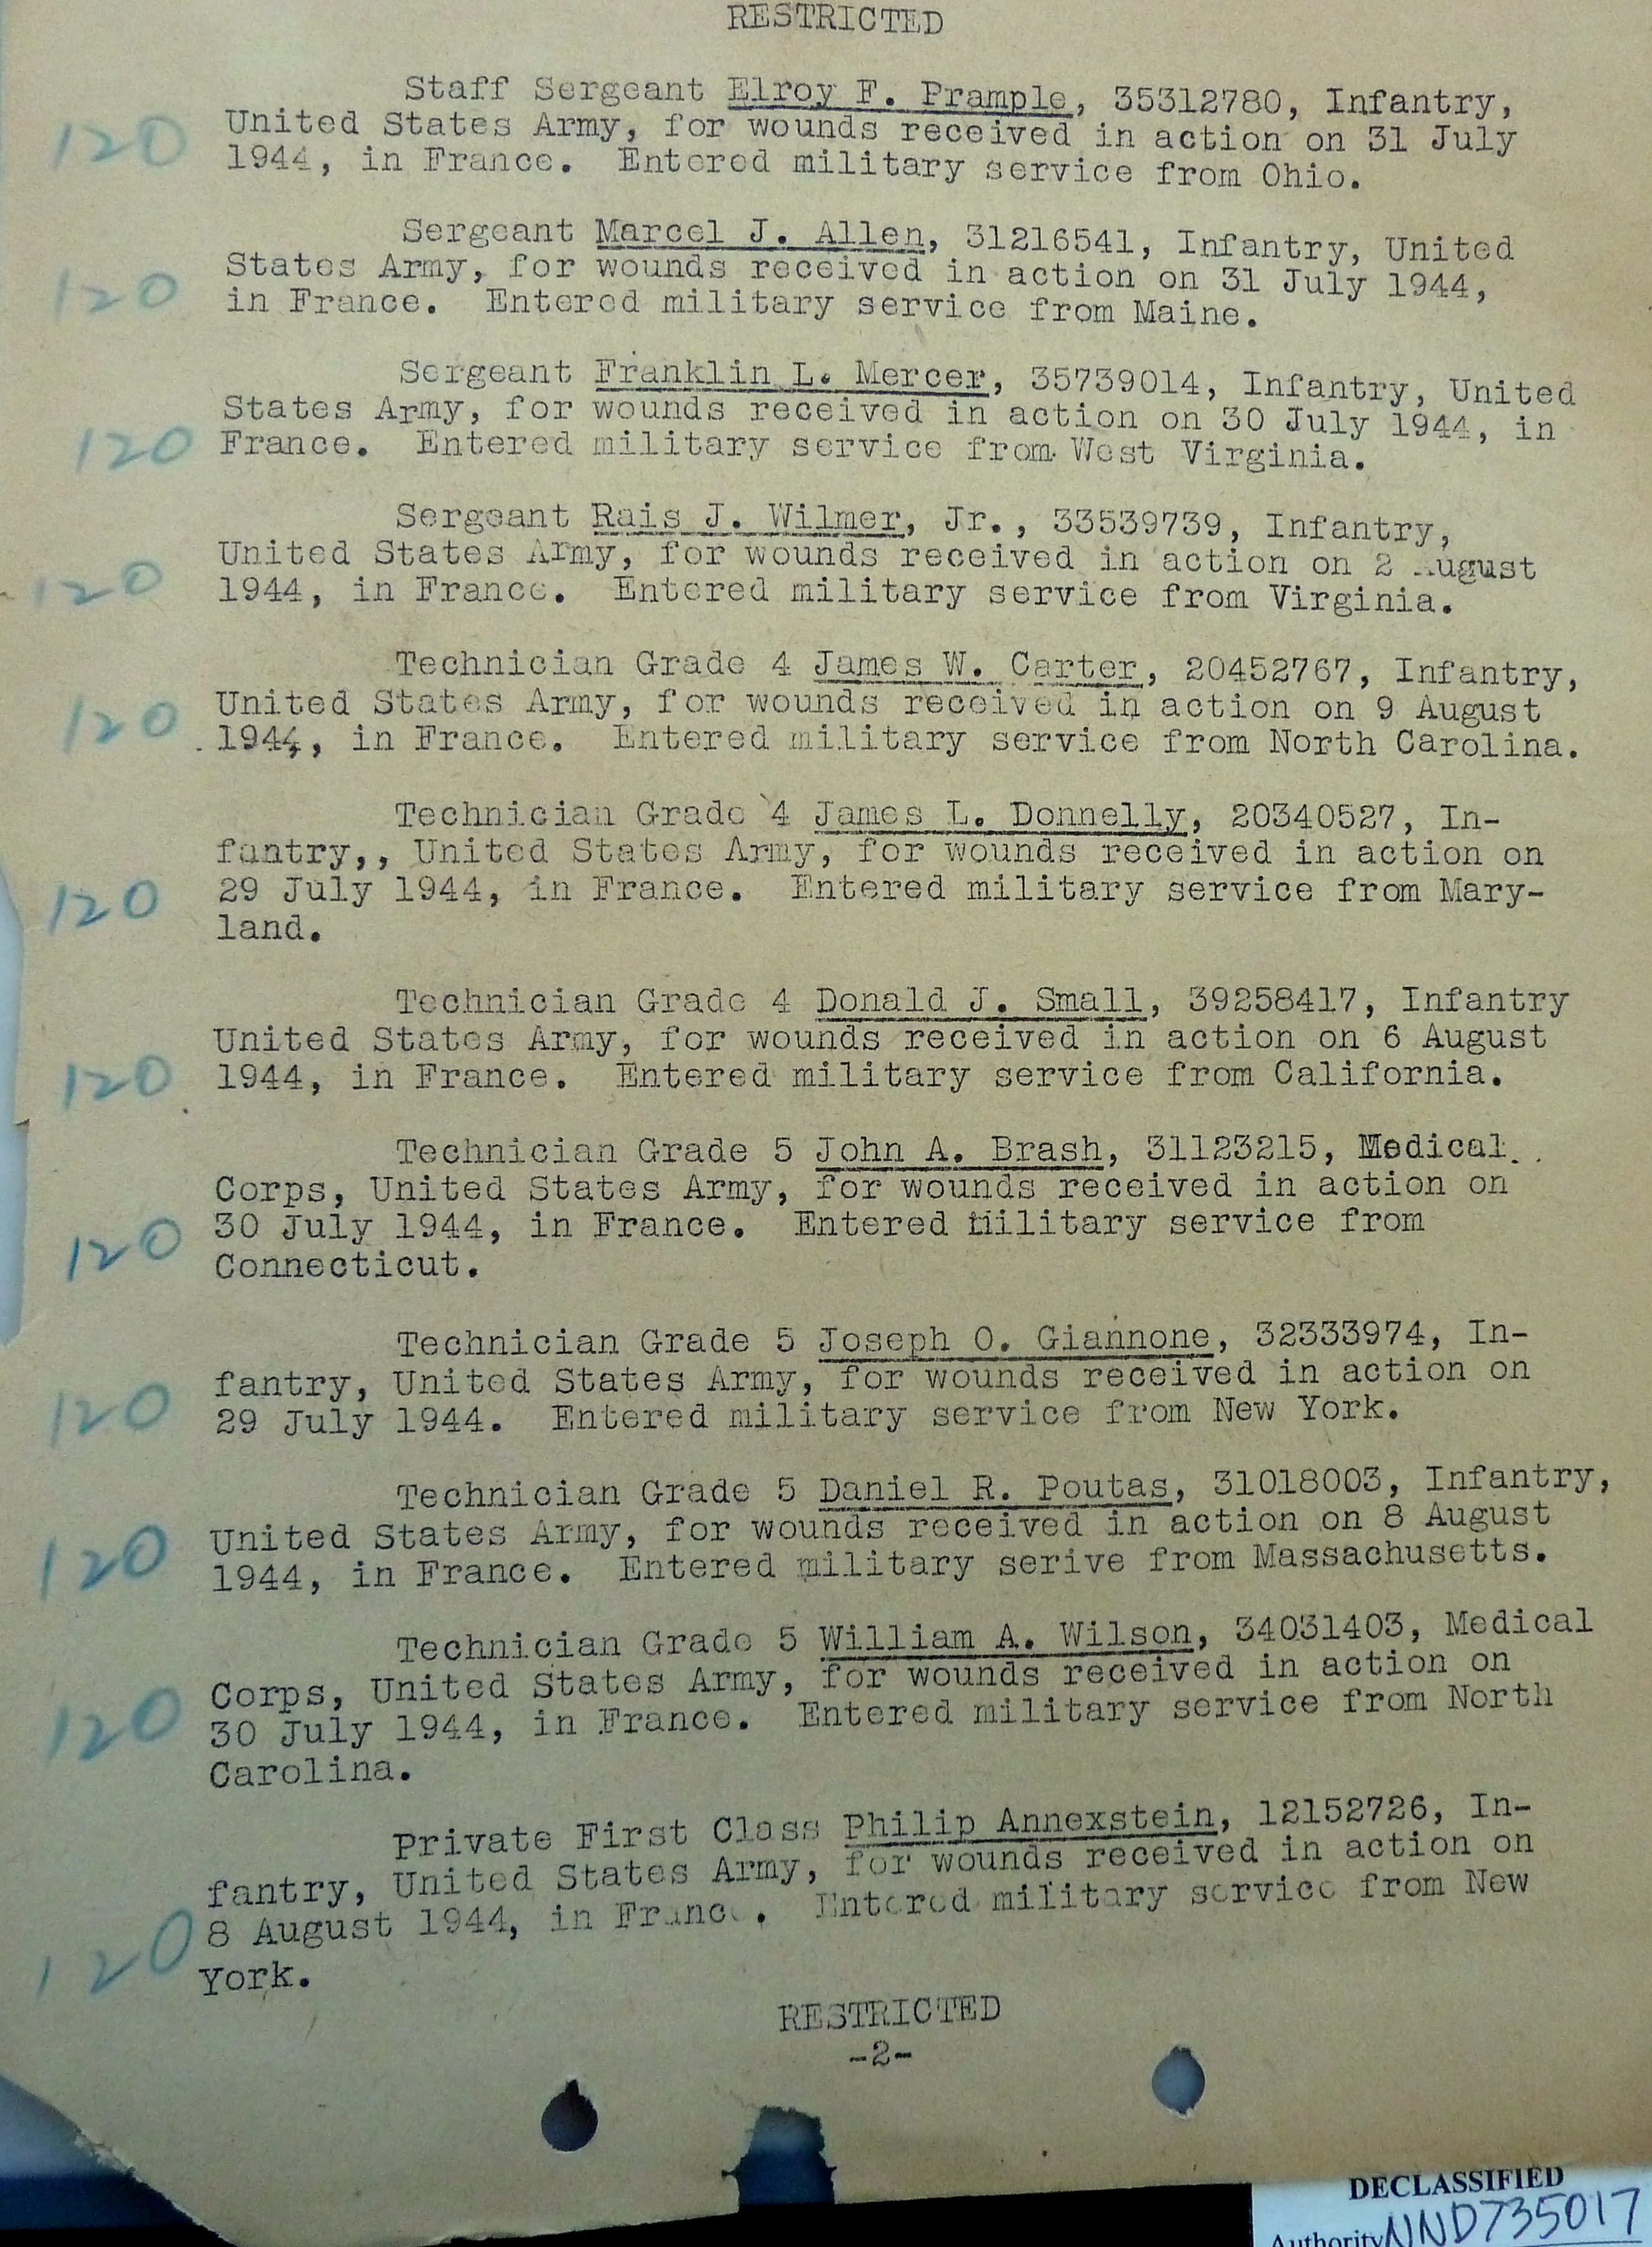 RESTRICTED
Staff Sergeant Elroy F. Prample, 35312780, Infantry,
United States Army, for wounds received in action on 31 July
120
1944, in France. Entered military service from Ohio.
Sergeant Marcel J. Allen, 31216541, Infantry, United
States Army, for wounds received in action on 31 July 1944,
120
in France. Entered military service from Maine.
Sergeant Franklin L. Mercer, 35739014, Infantry, United
States Army, for wounds received in action on 30 July 1944, in
120
France. Entered military service from West Virginia.
Sergeant Rais J. Wilmer, Jr., 33539739, Infantry,
United States Army, for wounds received in action on 2 August
120
1944, in France. Entered military service from Virginia.
Technician Grade 4 James W. Carter, 20452767, Infantry,
United States Army, for wounds received in action on 9 August
120
1944, in France. Entered military service from North Carolina.
Technician Grade 4 James L. Donnelly, 20340527, In-
fantry,, United States Army, for wounds received in action on
120
29 July 1944, in France. Entered military service from Mary-
land.
Technician Grade 4 Donald J. Small, 39258417, Infantry
United States Army, for wounds received in action on 6 August
120
1944, in France. Entered military service from California.
Technician Grade 5 John A. Brash, 31123215, Medical
Corps, United States Army, for wounds received in action on
120
30 July 1944, in France. Entered military service from
Connecticut.
Technician Grade 5 Joseph O. Giannone, 32333974, In-
fantry, United States Army, for wounds received in action on
120
29 July 1944. Entered military service from New York.
Technician Grade 5 Daniel R. Poutas, 31018003, Infantry,
United States Army, for wounds received in action on 8 August
120
1944, in France. Entered military serive from Massachusetts.
Technician Grade 5 William A. Wilson, 34031403, Medical
Corps, United States Army, for wounds received in action on
120
30 July 1944, in France. Entered military service from North
Carolina.
Private First Class Philip Annexstein, 12152726, In-
fantry, United States Army, for wounds received in action on
120
8 August 1944, in France. Entered military service from New
York.
RESTRICTED
-2-
DECLASSIFIED
Authority NND735017